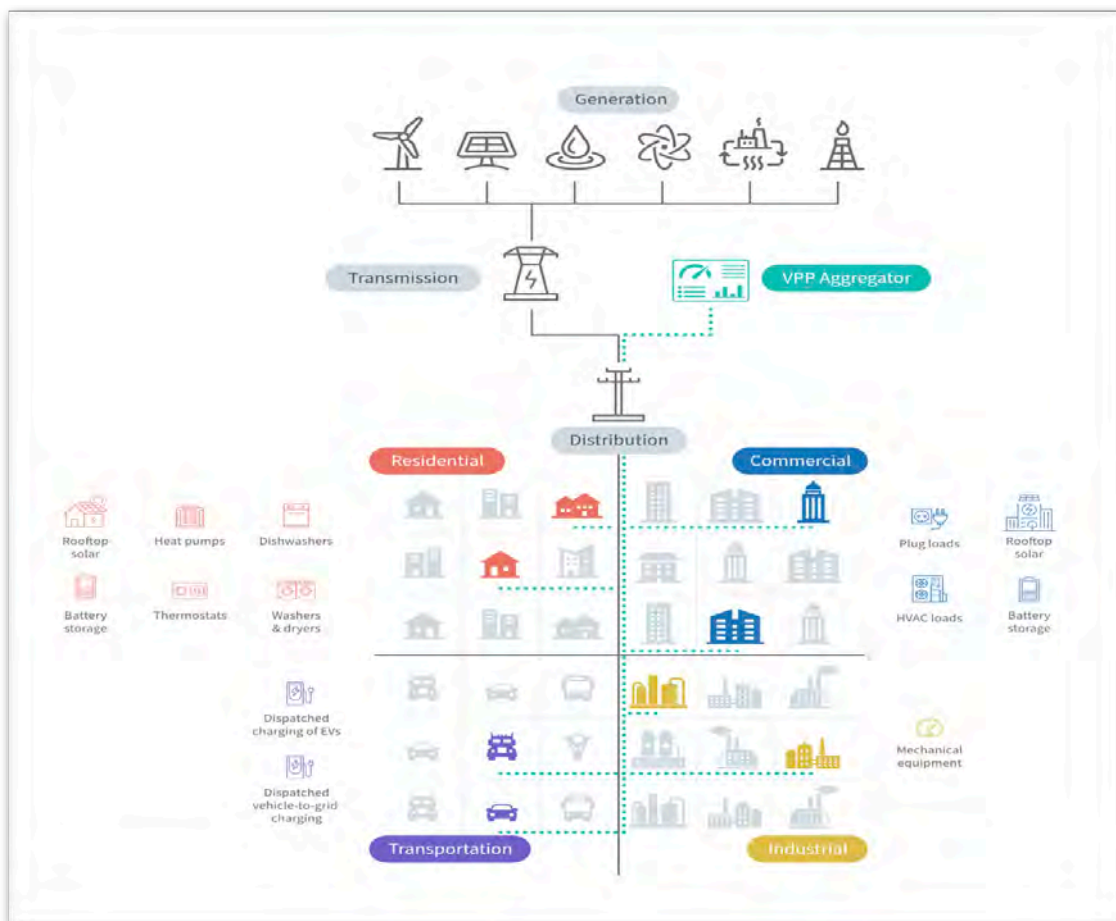 Generation
Transmission
VPP Aggregator
Distribution
Residential
Commercial
Rooftop
solar
Heat pumps
Dishwashers
Battery
storage
Thermostats
Washers
& dryers
Plug loads
Rooftop
solar
HVAC loads
Battery
storage
Dispatched
charging of EVs
Dispatched
vehicle-to-grid
charging
Mechanical
equipment
Transportation
Industrial